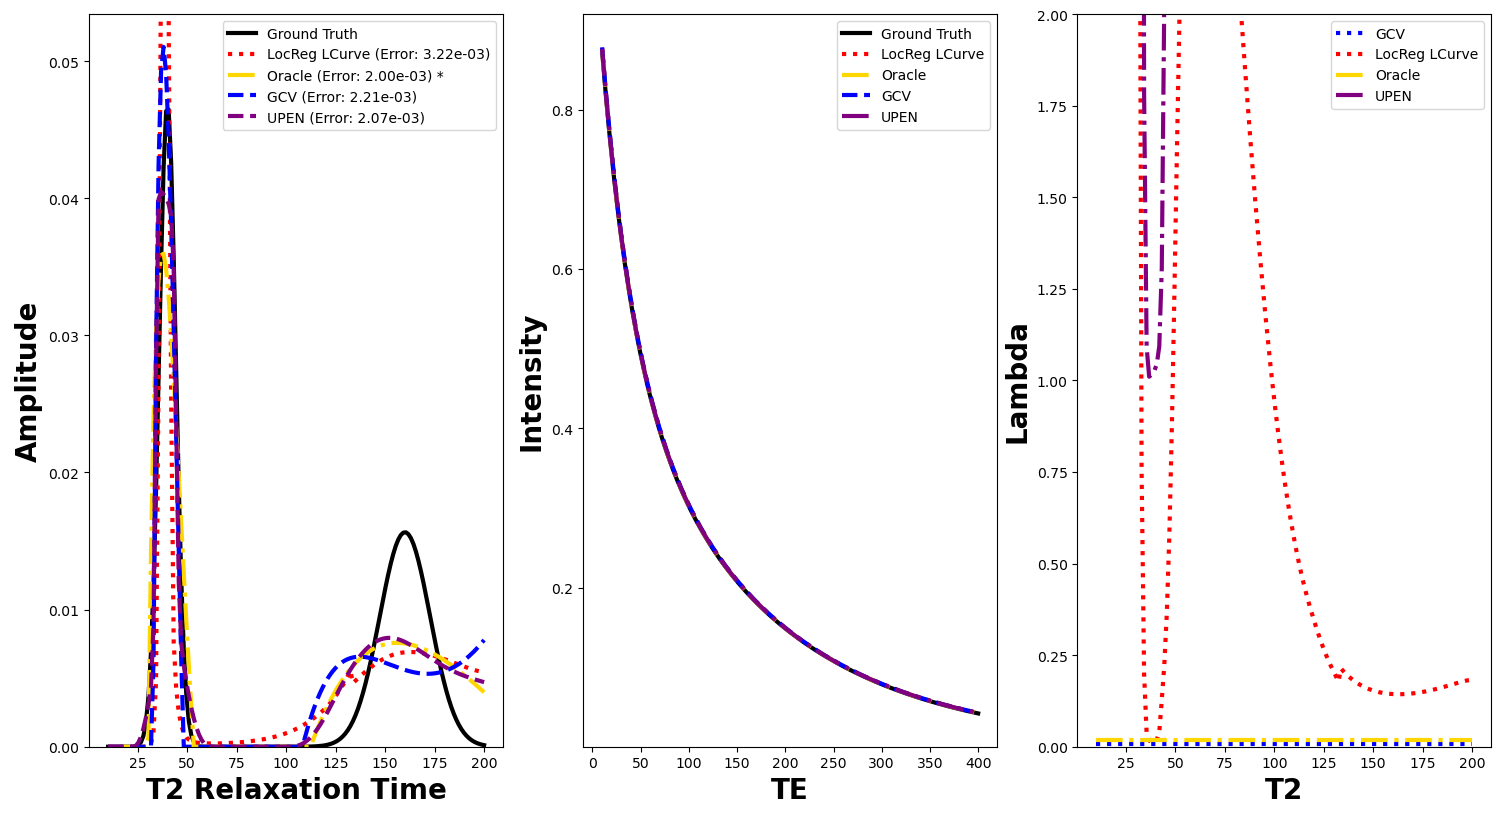 Ground Truth
LocReg LCurve (Error: 3.22e-03)
Oracle (Error: 2.00e-03) *
GCV (Error: 2.21e-03)
UPEN (Error: 2.07e-03)
0.05
0.04
0.03
0.02
0.01
0.00
25 50 75 100 125 150 175 200
Amplitude
T2 Relaxation Time
Ground Truth
LocReg LCurve
Oracle
GCV
UPEN
0.8
0.6
0.4
0.2
0 50 100 150 200 250 300 350 400
Intensity
TE
GCV
LocReg LCurve
Oracle
UPEN
2.00
1.75
1.50
1.25
1.00
0.75
0.50
0.25
0.00
25 50 75 100 125 150 175 200
Lambda
T2